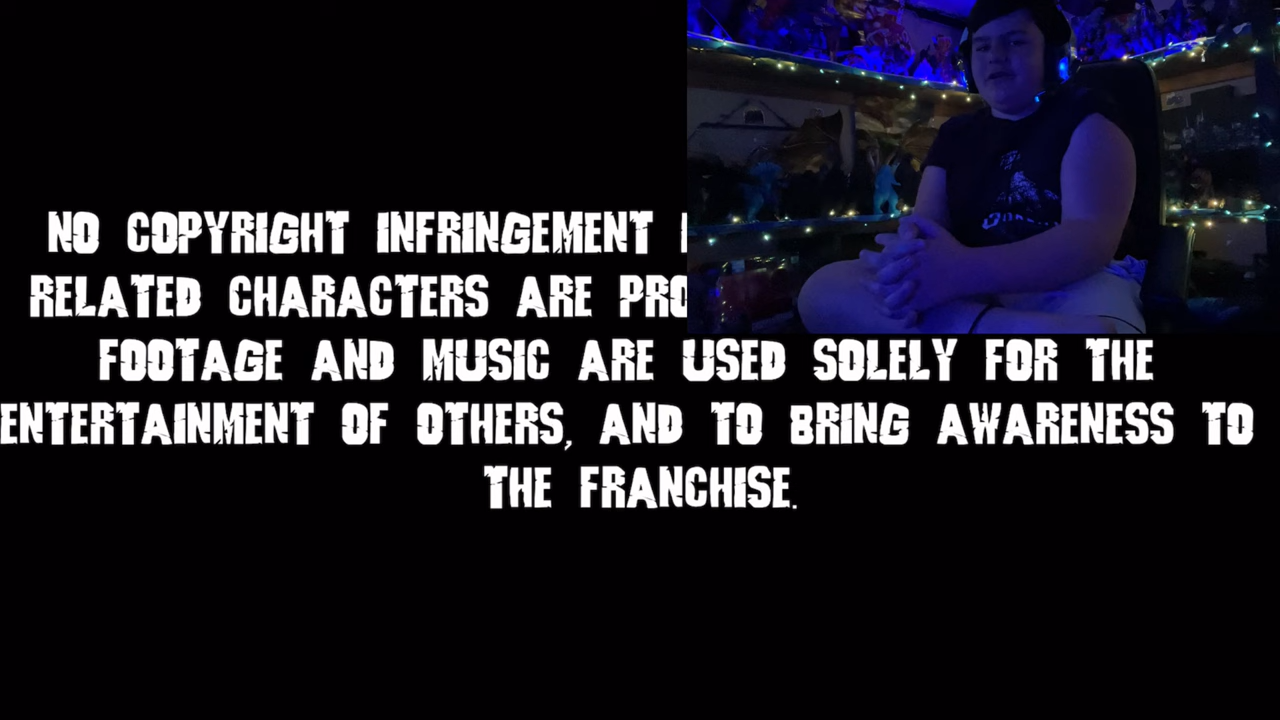 NO COPYRIGHT INFRINGEMENT
RELATED CHARACTERS ARE
FOOTAGE AND MUSIC ARE USED SOLELY FOR THE
ENTERTAINMENT OF OTHERS, AND TO BRING AWARENESS TO
THE FRANCHISE.